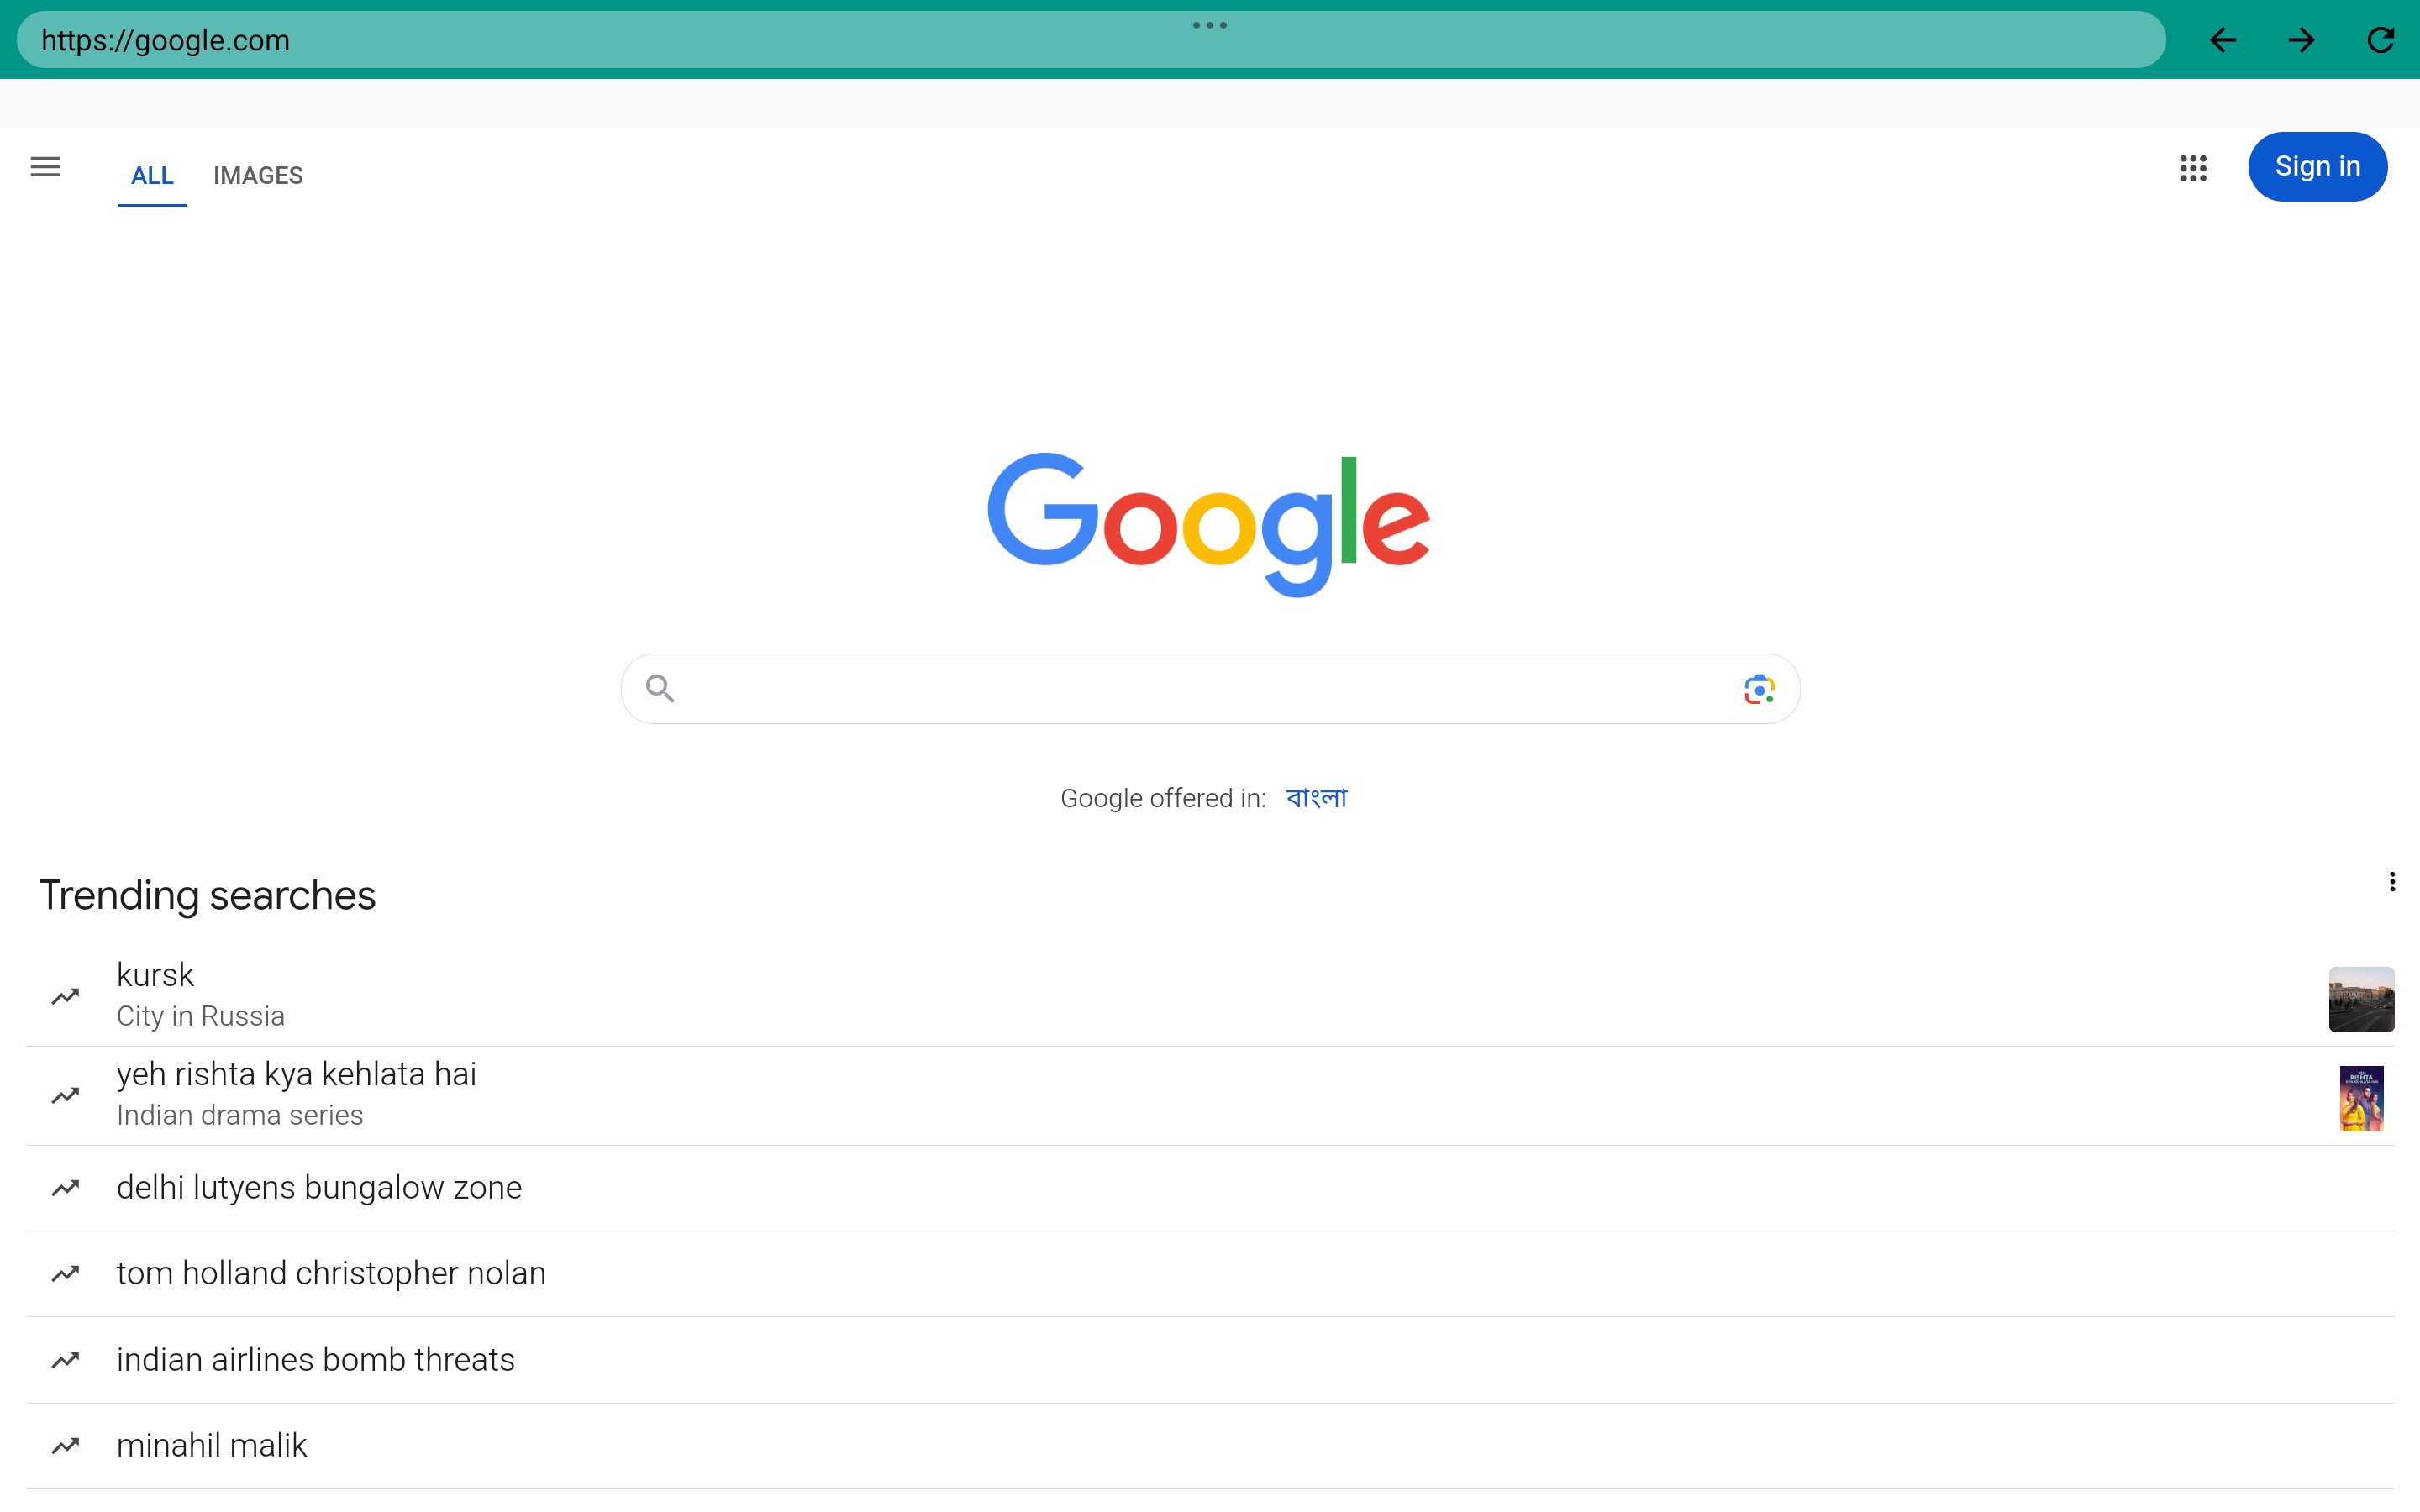 https://google.com
ALL IMAGES
Sign in
Google
Google offered in: বাংলা
Trending searches
kursk
City in Russia
yeh rishta kya kehlata hai
Indian drama series
delhi lutyens bungalow zone
tom holland christopher nolan
indian airlines bomb threats
minahil malik